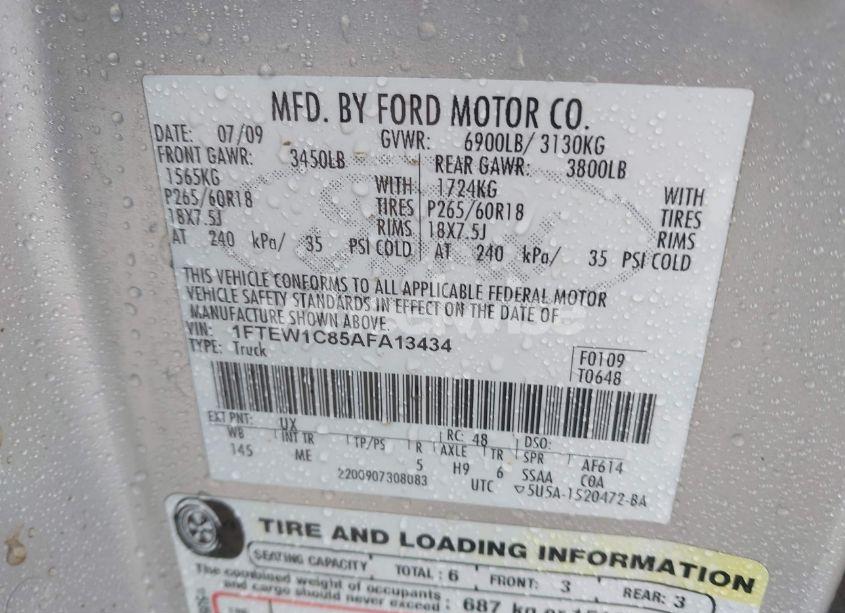 MFD. BY FORD MOTOR CO.
DATE: 07/09 GVWR: 6900LB/ 3130KG
FRONT GAWR: 3450LB REAR GAWR: 3800LB
1565KG WITH 1724KG WITH
P265/60R18 TIRES P265/60R18 TIRES
18X7.5J RIMS 18X7.5J RIMS
AT 240 kPa/ 35 PSI COLD AT 240 kPa/ 35 PSI COLD
THIS VEHICLE CONFORMS TO ALL APPLICABLE FEDERAL MOTOR
VEHICLE SAFETY STANDARDS IN EFFECT ON THE DATE OF
MANUFACTURE SHOWN ABOVE.
VIN: 1FTEW1C85AFA13434
TYPE: Truck
F0109
T0648
EXT PNT: UX RC: 48 DSO:
WB INT TR TP/PS R AXLE TR SPR AF614
145 ME 5 H9 6 SSAA COA
UTC
5U5A-1520472-BA
TIRE AND LOADING INFORMATION
SEATING CAPACITY TOTAL: 6 FRONT: 3 REAR: 3
The combined weight of occupants
and cargo should never exceed: 687 kg or